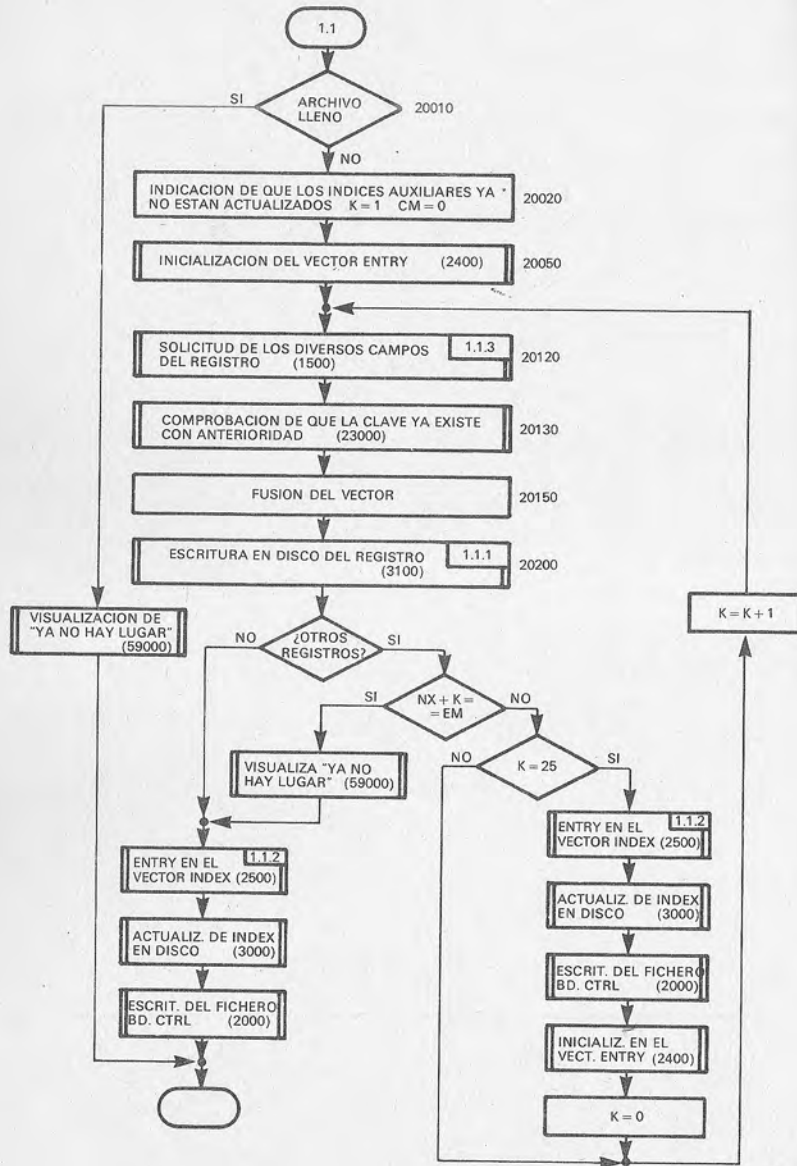 1.1
SI
ARCHIVO
LLENO
20010
NO
INDICACION DE QUE LOS INDICES AUXILIARES YA
NO ESTAN ACTUALIZADOS K = 1 CM = 0
20020
INICIALIZACION DEL VECTOR ENTRY (2400)
20050
SOLICITUD DE LOS DIVERSOS CAMPOS
DEL REGISTRO (1500)
1.1.3
20120
COMPROBACION DE QUE LA CLAVE YA EXISTE
CON ANTERIORIDAD (23000)
20130
FUSION DEL VECTOR
20150
ESCRITURA EN DISCO DEL REGISTRO
(3100)
1.1.1
20200
VISUALIZACION DE
"YA NO HAY LUGAR"
(59000)
K = K + 1
NO
¿OTROS
REGISTROS?
SI
SI
NX + K =
= EM
NO
VISUALIZA "YA NO
HAY LUGAR" (59000)
NO
K = 25
SI
ENTRY EN EL
VECTOR INDEX (2500)
1.1.2
ACTUALIZ. DE INDEX
EN DISCO (3000)
ESCRIT. DEL FICHERO
BD. CTRL (2000)
ENTRY EN EL
VECTOR INDEX (2500)
1.1.2
ACTUALIZ. DE INDEX
EN DISCO (3000)
ESCRIT. DEL FICHERO
BD. CTRL (2000)
INICIALIZ. EN EL
VECT. ENTRY (2400)
K = 0